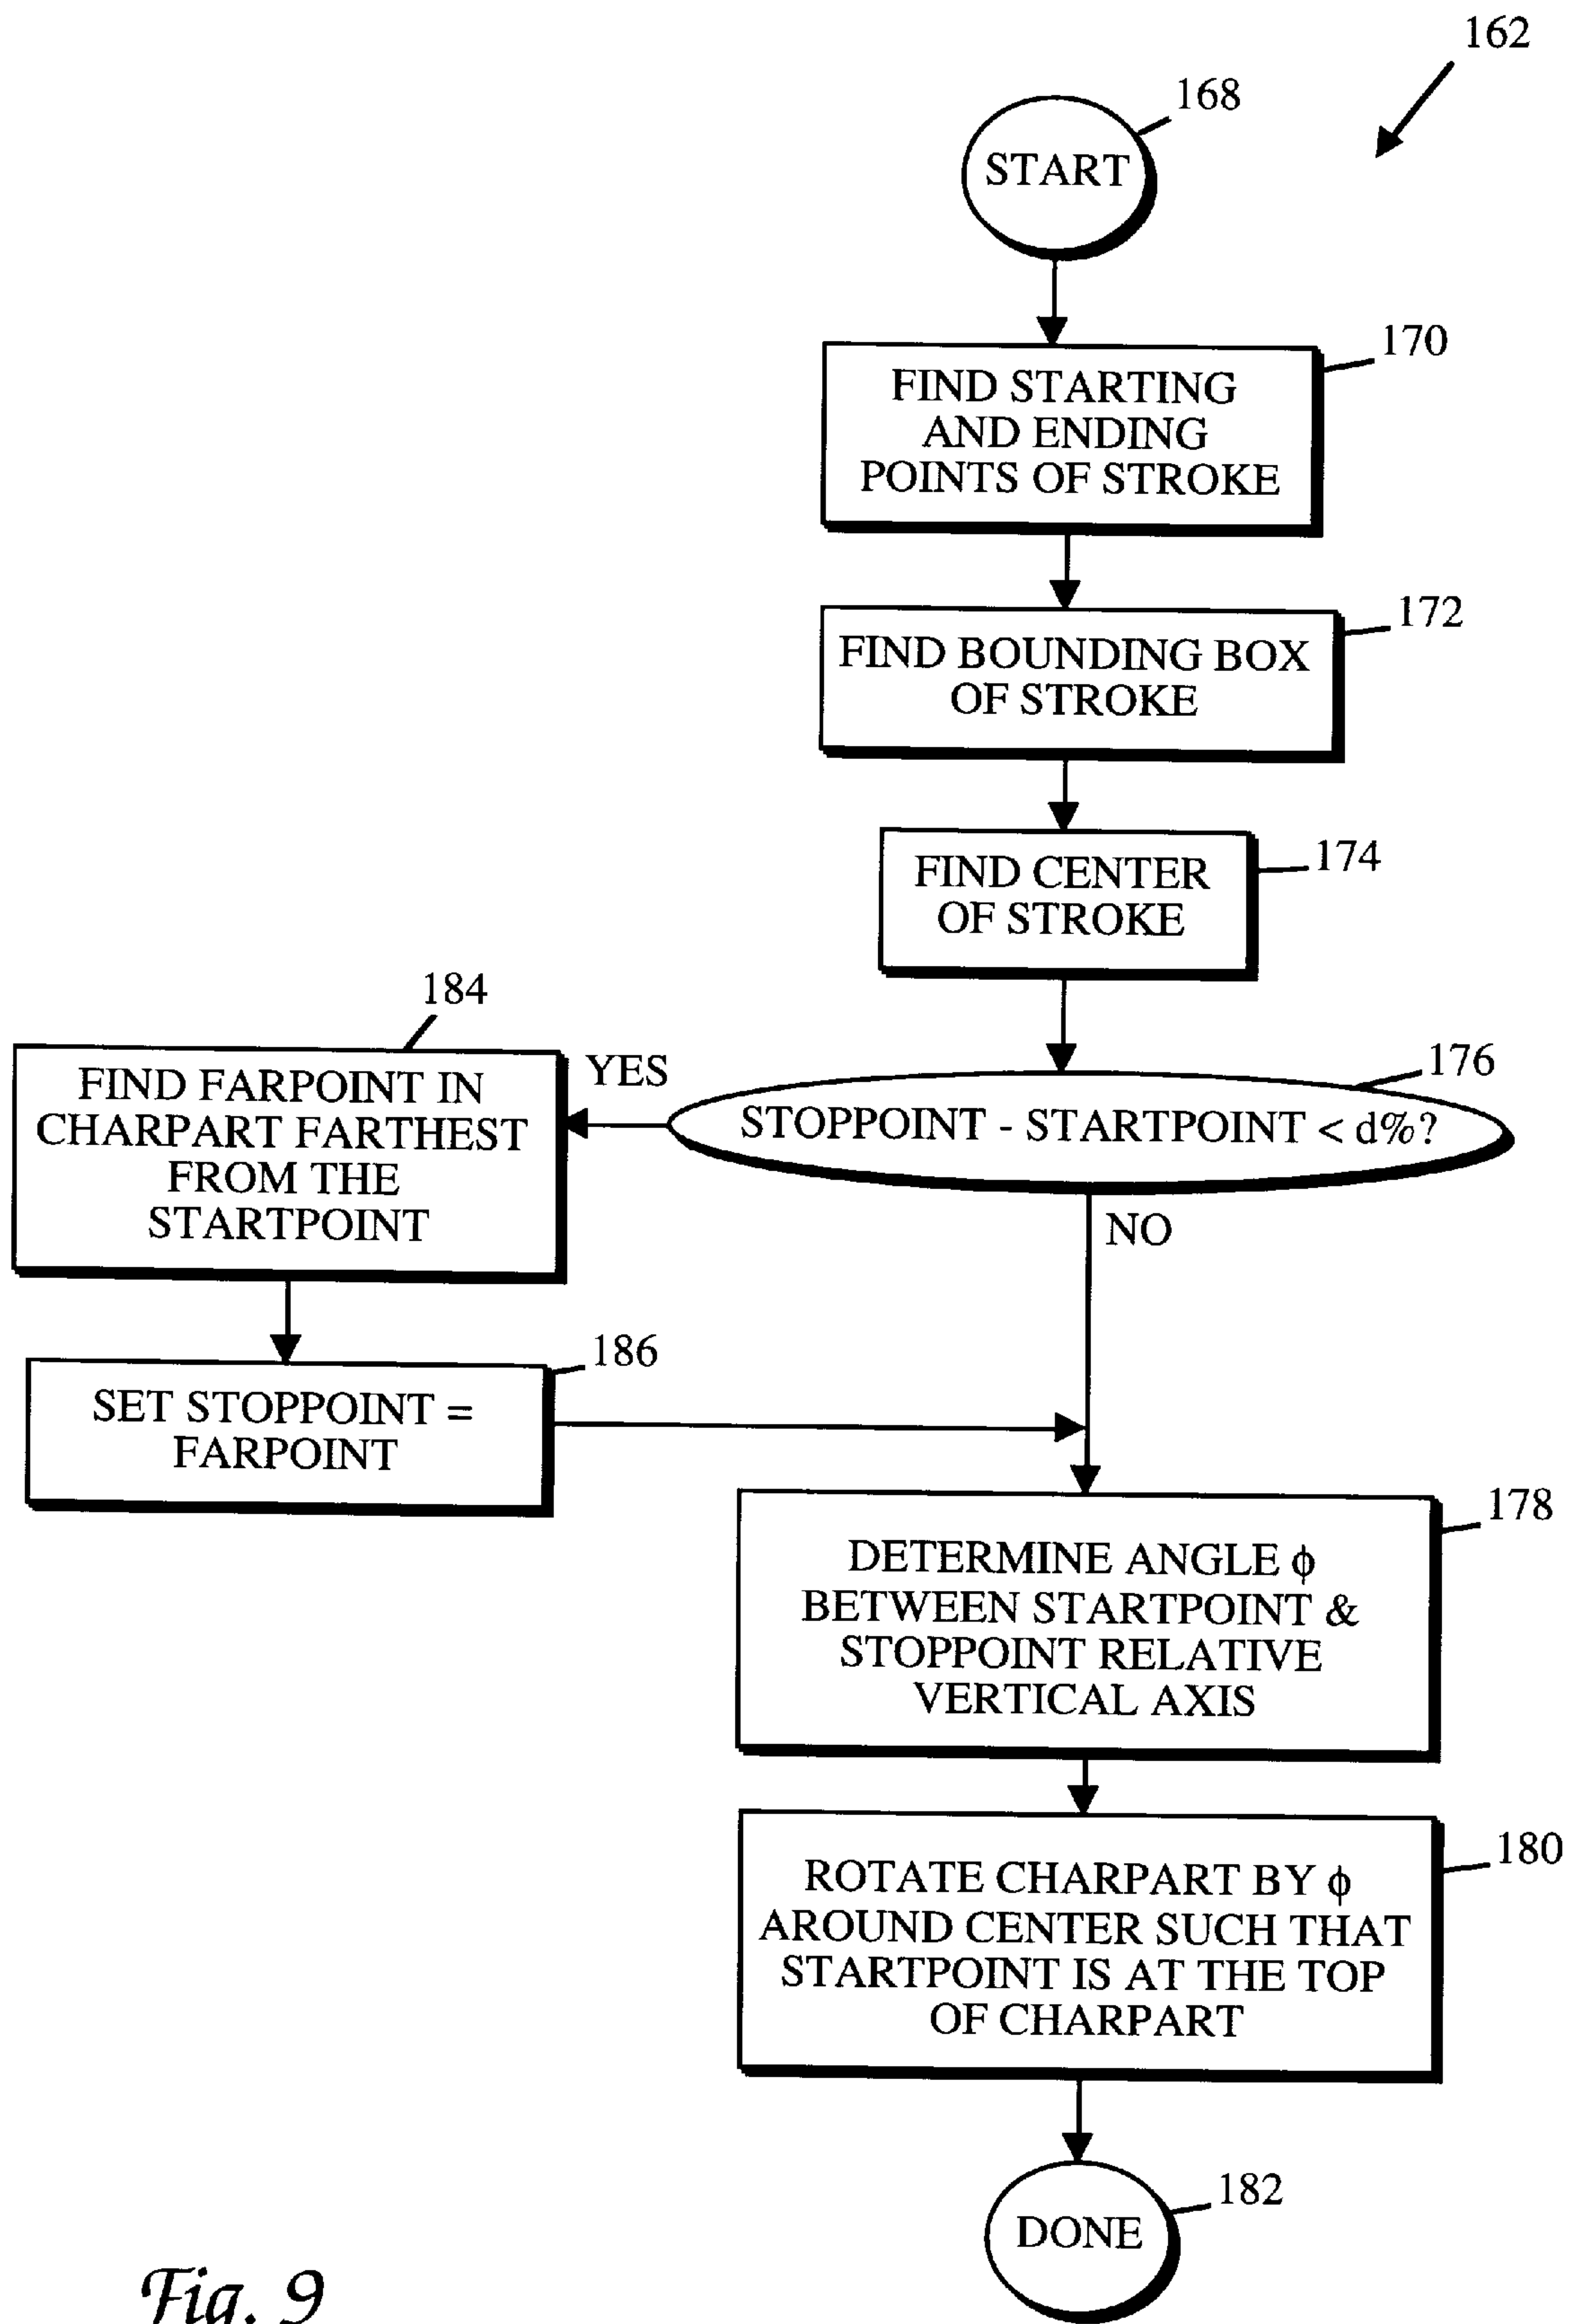 162
168
START
170
FIND STARTING
AND ENDING
POINTS OF STROKE
172
FIND BOUNDING BOX
OF STROKE
174
FIND CENTER
OF STROKE
184
FIND FARPOINT IN
CHARPART FARTHEST
FROM THE
STARTPOINT
YES
176
STOPPOINT - STARTPOINT < d%?
NO
186
SET STOPPOINT =
FARPOINT
178
DETERMINE ANGLE ϕ
BETWEEN STARTPOINT &
STOPPOINT RELATIVE
VERTICAL AXIS
180
ROTATE CHARPART BY ϕ
AROUND CENTER SUCH THAT
STARTPOINT IS AT THE TOP
OF CHARPART
182
DONE
Fig. 9